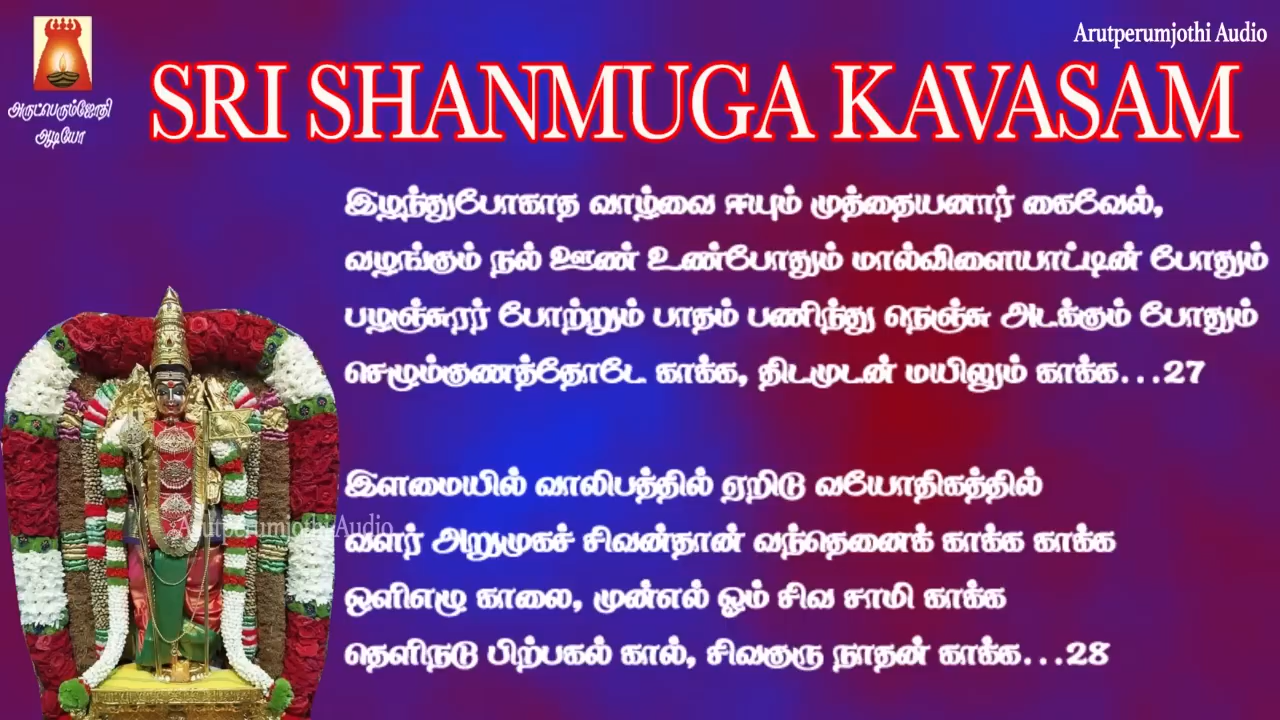 Arutperumjothi Audio
அருட்பெரும்ஜோதி
ஆடியோ
SRI SHANMUGA KAVASAM
இழந்துபோகாத வாழ்வை ஈயும் முத்தையனார் கைவேல்,
வழங்கும் நல் ஊண் உண்போதும் மால்விளையாட்டின் போதும்
பழஞ்சுரர் போற்றும் பாதம் பணிந்து நெஞ்சு அடக்கும் போதும்
செழும்குணத்தோடே காக்க, திடமுடன் மயிலும் காக்க...27
இளமையில் வாலிபத்தில் ஏறிடு வயோதிகத்தில்
வளர் அறுமுகச் சிவன்தான் வந்தெனைக் காக்க காக்க
ஒளிஎழு காலை, முன்எல் ஓம் சிவ சாமி காக்க
தெளிநடு பிற்பகல் கால், சிவகுரு நாதன் காக்க...28
Arutperumjothi Audio